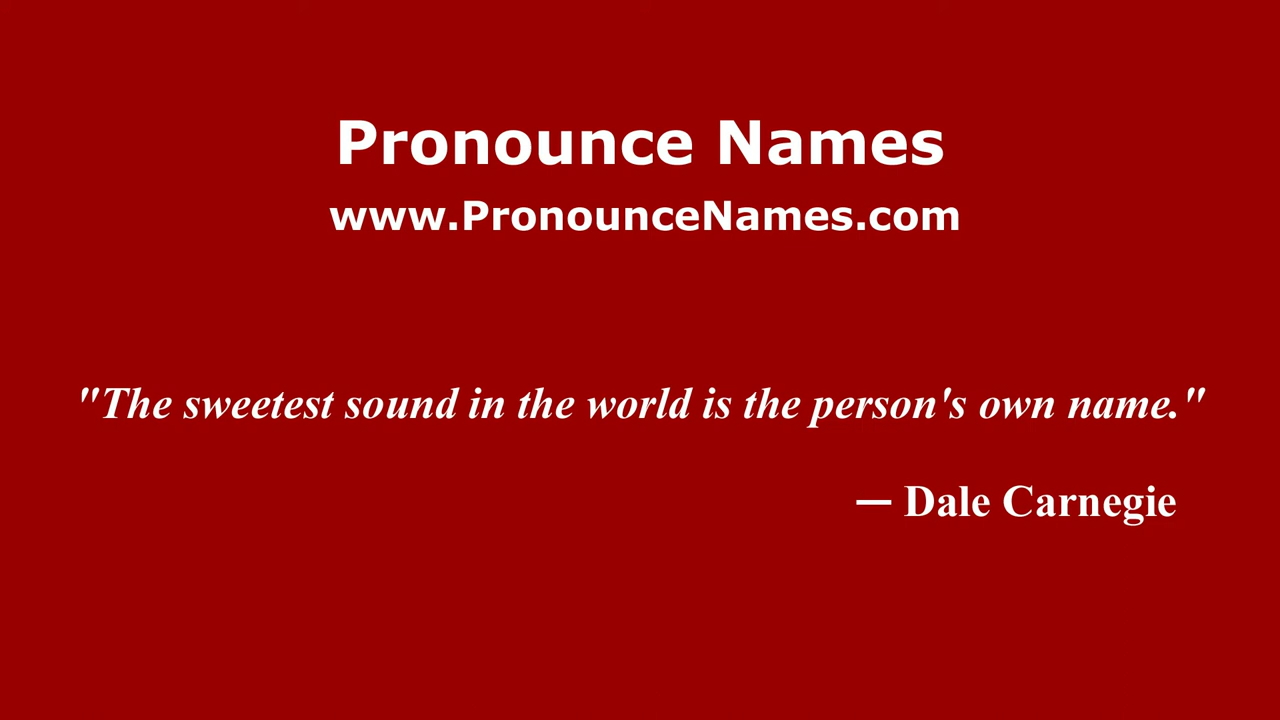 Pronounce Names
www.PronounceNames.com
"The sweetest sound in the world is the person's own name."
— Dale Carnegie